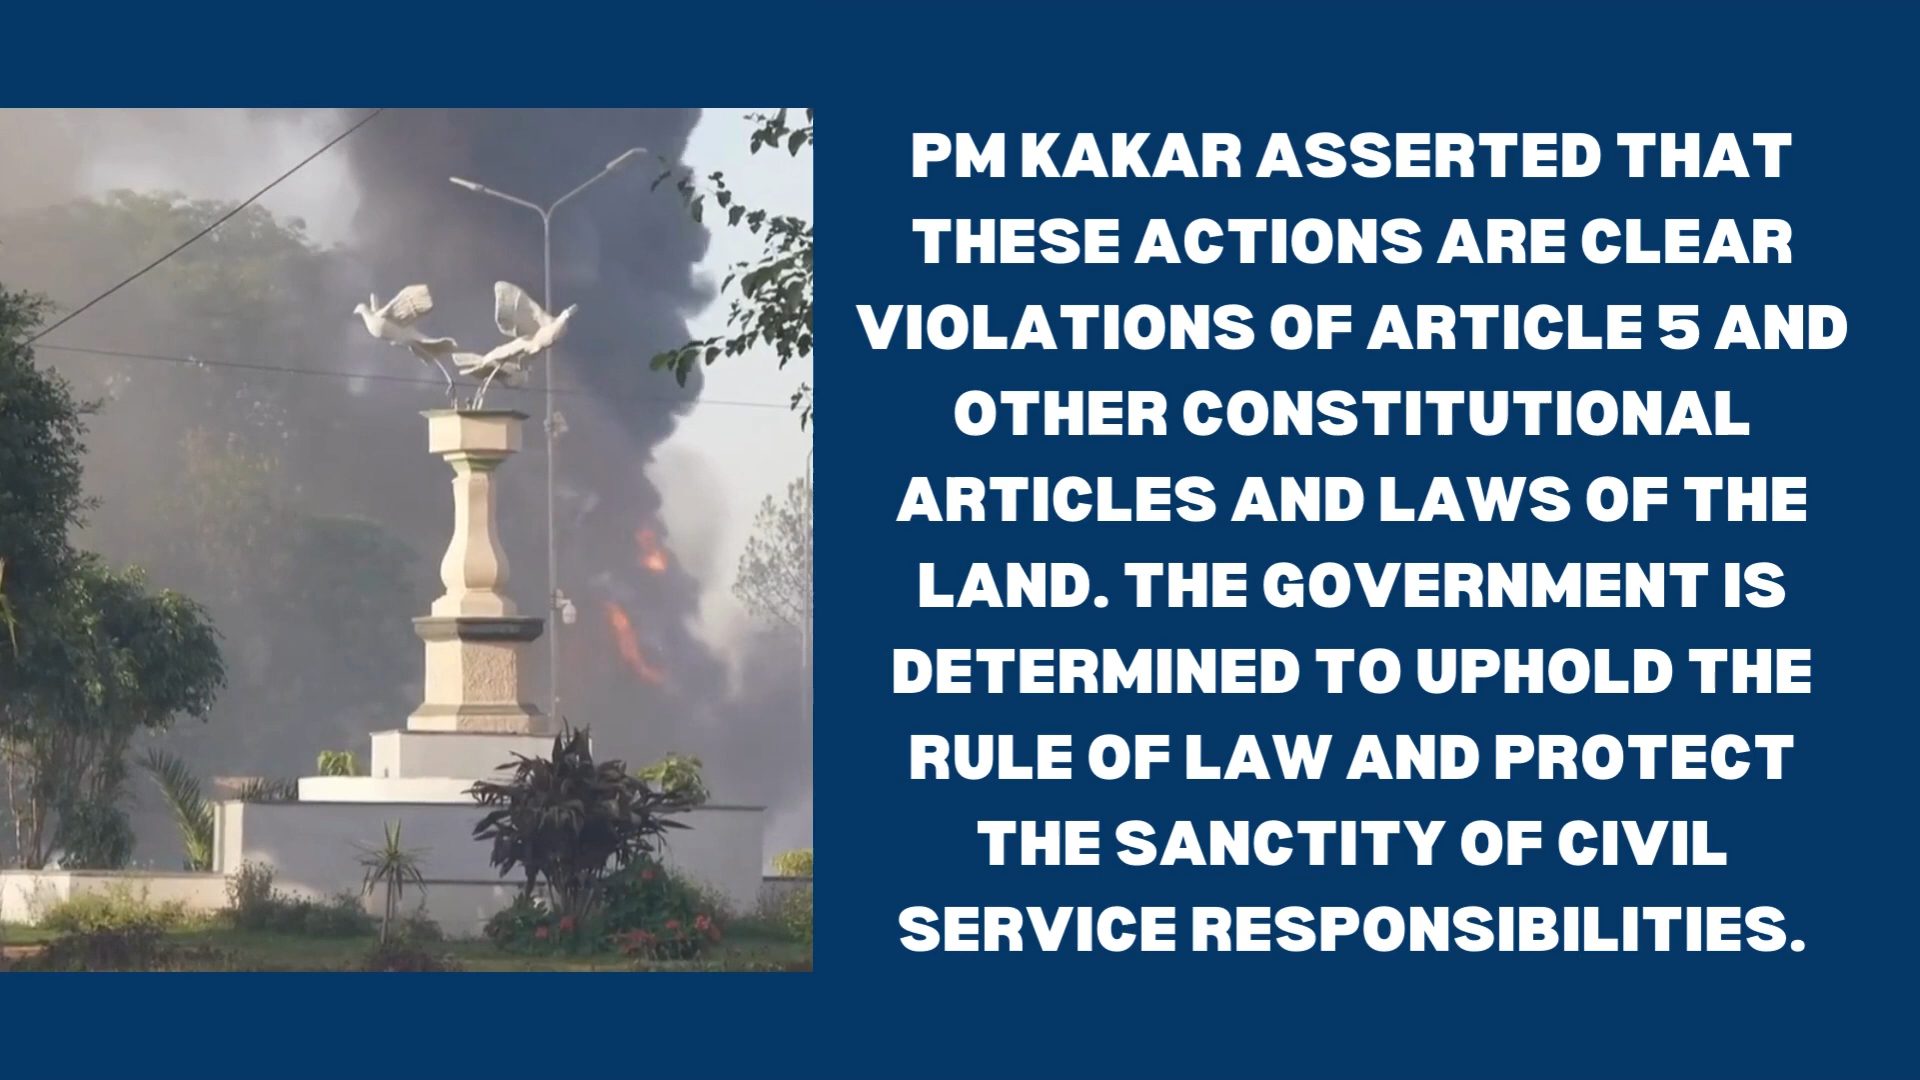 PM KAKAR ASSERTED THAT
THESE ACTIONS ARE CLEAR
VIOLATIONS OF ARTICLE 5 AND
OTHER CONSTITUTIONAL
ARTICLES AND LAWS OF THE
LAND. THE GOVERNMENT IS
DETERMINED TO UPHOLD THE
RULE OF LAW AND PROTECT
THE SANCTITY OF CIVIL
SERVICE RESPONSIBILITIES.